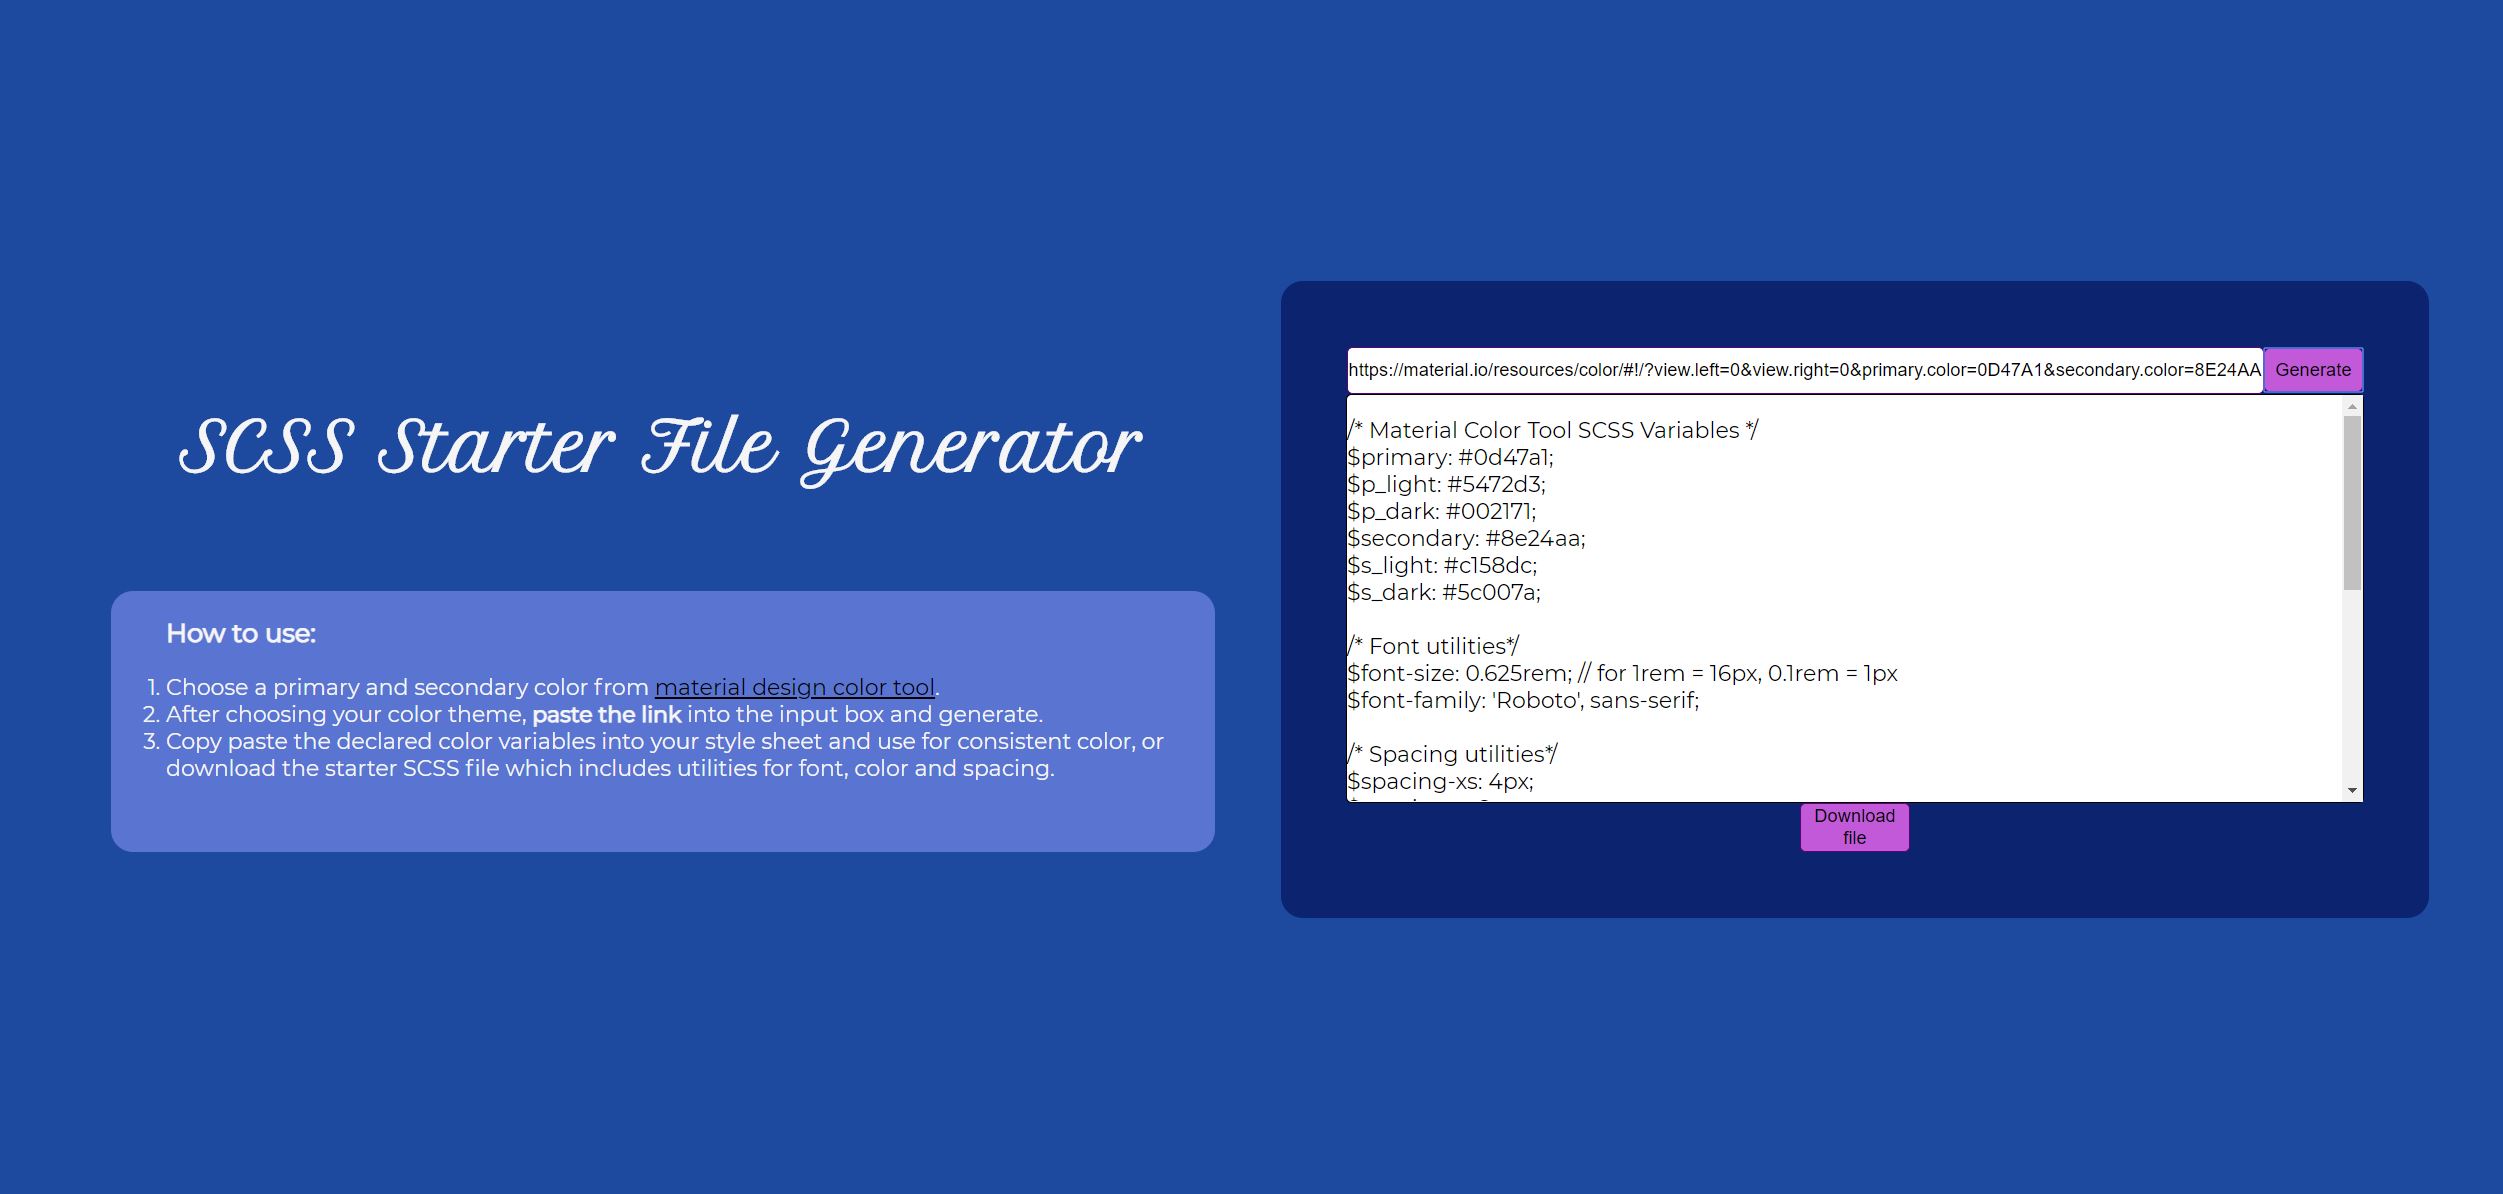 SCSS Starter File Generator
How to use:
1. Choose a primary and secondary color from material design color tool.
2. After choosing your color theme, paste the link into the input box and generate.
3. Copy paste the declared color variables into your style sheet and use for consistent color, or
download the starter SCSS file which includes utilities for font, color and spacing.
https://material.io/resources/color/#!/?view.left=0&view.right=0&primary.color=0D47A1&secondary.color=8E24AA
Generate
/* Material Color Tool SCSS Variables */
$primary: #0d47a1;
$p_light: #5472d3;
$p_dark: #002171;
$secondary: #8e24aa;
$s_light: #c158dc;
$s_dark: #5c007a;
/* Font utilities*/
$font-size: 0.625rem; // for 1rem = 16px, 0.1rem = 1px
$font-family: 'Roboto', sans-serif;
/* Spacing utilities*/
$spacing-xs: 4px;
Download
file